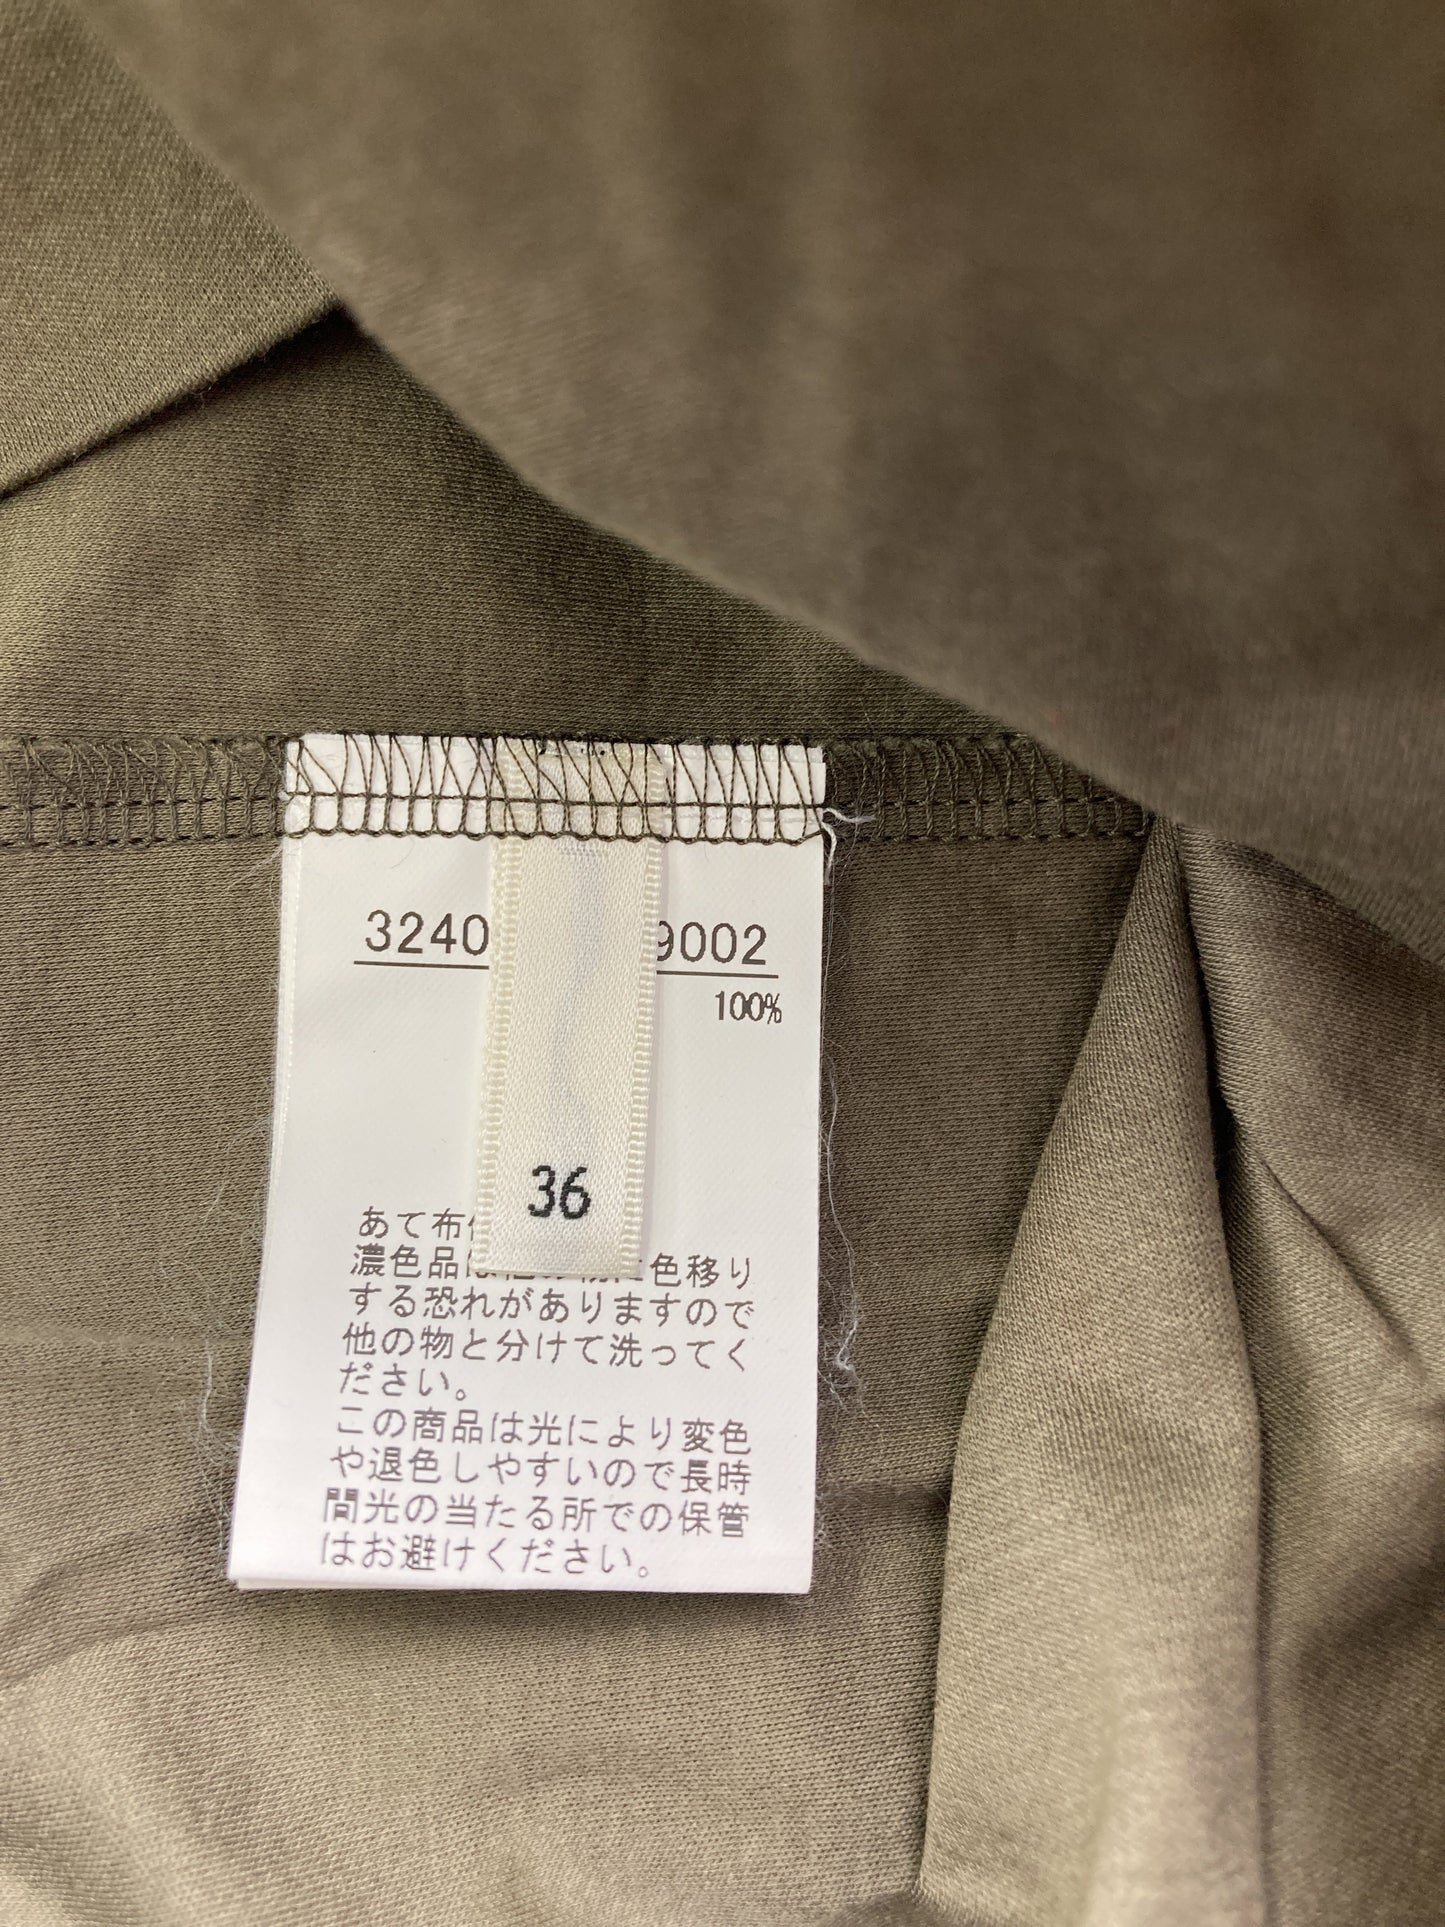 3240 9002
100%
36
あて布
濃色品は 色移り
する恐れがありますので
他の物と分けて洗ってく
ださい。
この商品は光により変色
や退色しやすいので長時
間光の当たる所での保管
はお避けください。